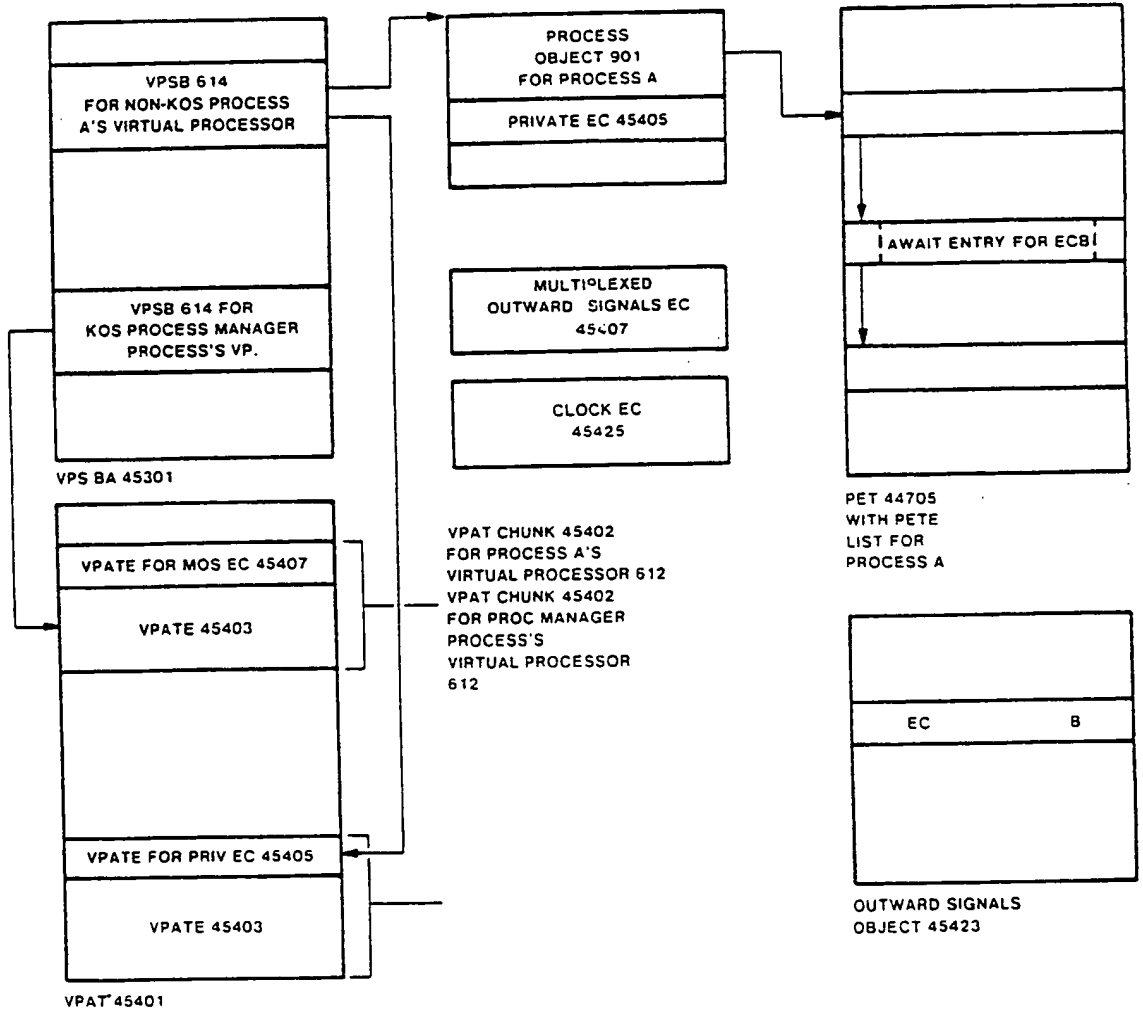 VPSB 614
FOR NON-KOS PROCESS
A'S VIRTUAL PROCESSOR
VPSB 614 FOR
KOS PROCESS MANAGER
PROCESS'S VP.
VPS BA 45301
PROCESS
OBJECT 901
FOR PROCESS A
PRIVATE EC 45405
MULTIPLEXED
OUTWARD SIGNALS EC
45407
CLOCK EC
45425
AWAIT ENTRY FOR ECB
PET 44705
WITH PETE
LIST FOR
PROCESS A
VPATE FOR MOS EC 45407
VPATE 45403
VPATE FOR PRIV EC 45405
VPATE 45403
VPAT 45401
VPAT CHUNK 45402
FOR PROCESS A'S
VIRTUAL PROCESSOR 612
VPAT CHUNK 45402
FOR PROC MANAGER
PROCESS'S
VIRTUAL PROCESSOR
612
EC B
OUTWARD SIGNALS
OBJECT 45423